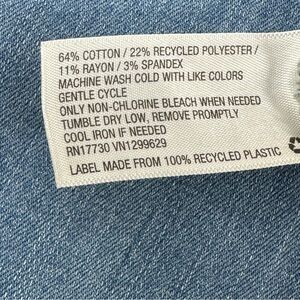 64% COTTON / 22% RECYCLED POLYESTER /
11% RAYON / 3% SPANDEX
MACHINE WASH COLD WITH LIKE COLORS
GENTLE CYCLE
ONLY NON-CHLORINE BLEACH WHEN NEEDED
TUMBLE DRY LOW, REMOVE PROMPTLY
COOL IRON IF NEEDED
RN17730 VN1299629
LABEL MADE FROM 100% RECYCLED PLASTIC